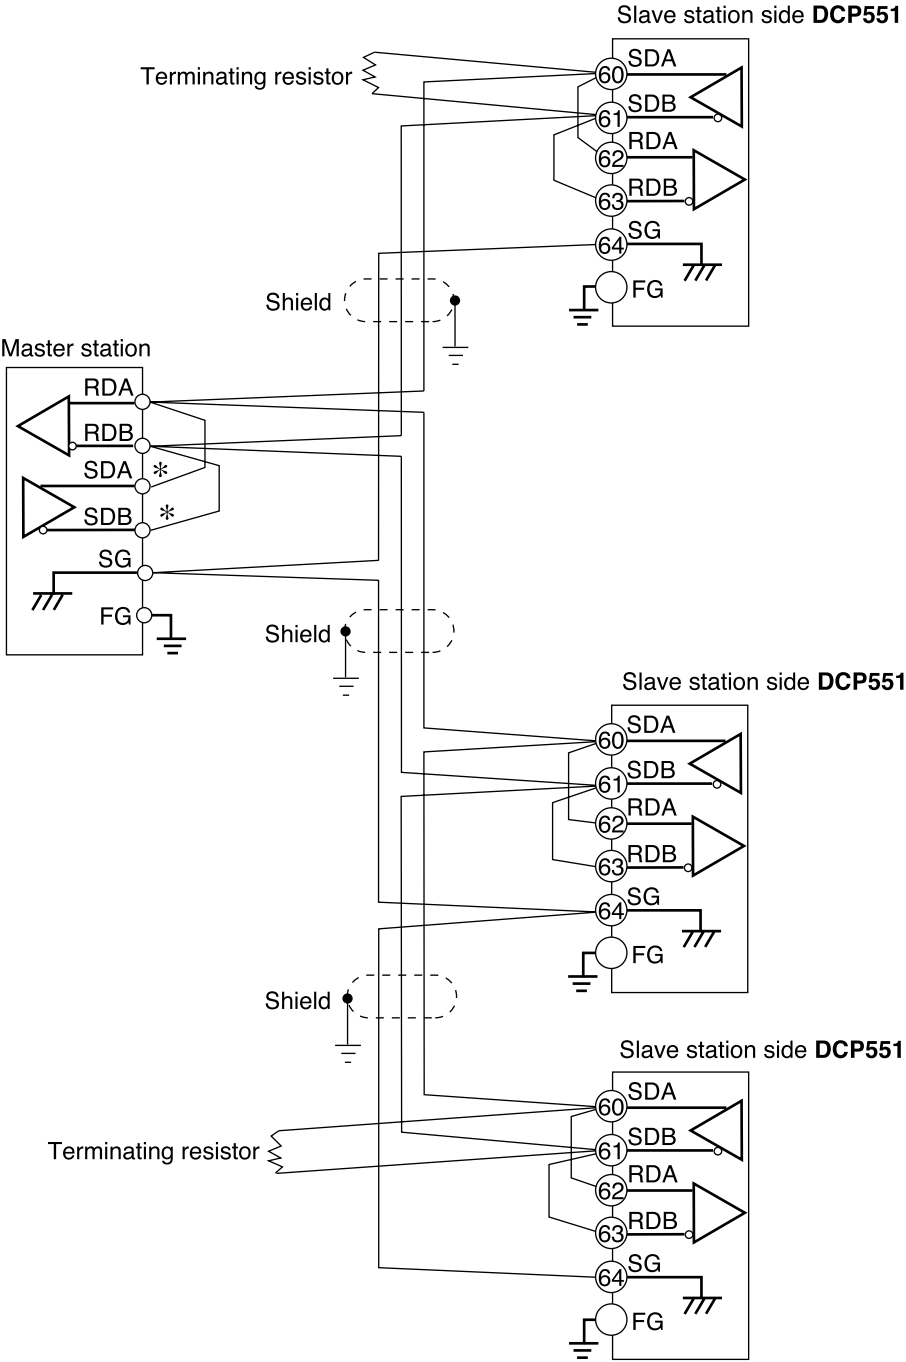 Slave station side DCP551
Terminating resistor
60 SDA
61 SDB
62 RDA
63 RDB
64 SG
FG
Shield
Master station
RDA
RDB
SDA *
SDB *
SG
FG
Shield
Slave station side DCP551
60 SDA
61 SDB
62 RDA
63 RDB
64 SG
FG
Shield
Slave station side DCP551
60 SDA
Terminating resistor
61 SDB
62 RDA
63 RDB
64 SG
FG